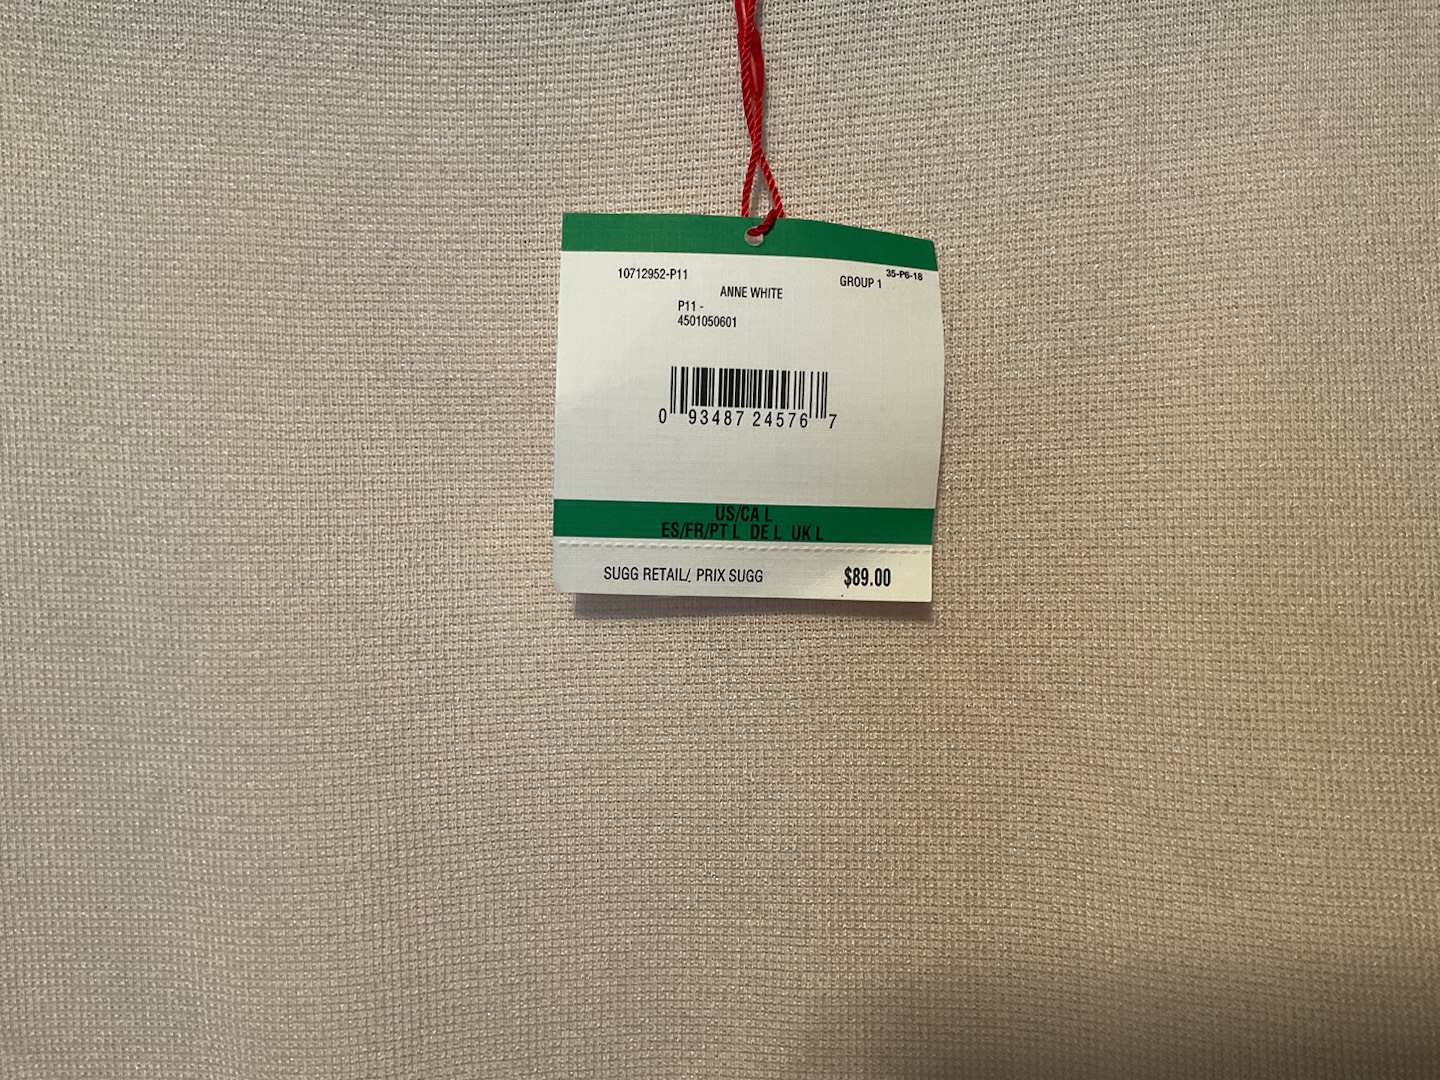 10712952-P11
35-P6-18
GROUP 1
ANNE WHITE
P11 -
4501050601
0 93487 24576 7
US/CA L
ES/FR/PT L DE L UK L
SUGG RETAIL/. PRIX SUGG $89.00